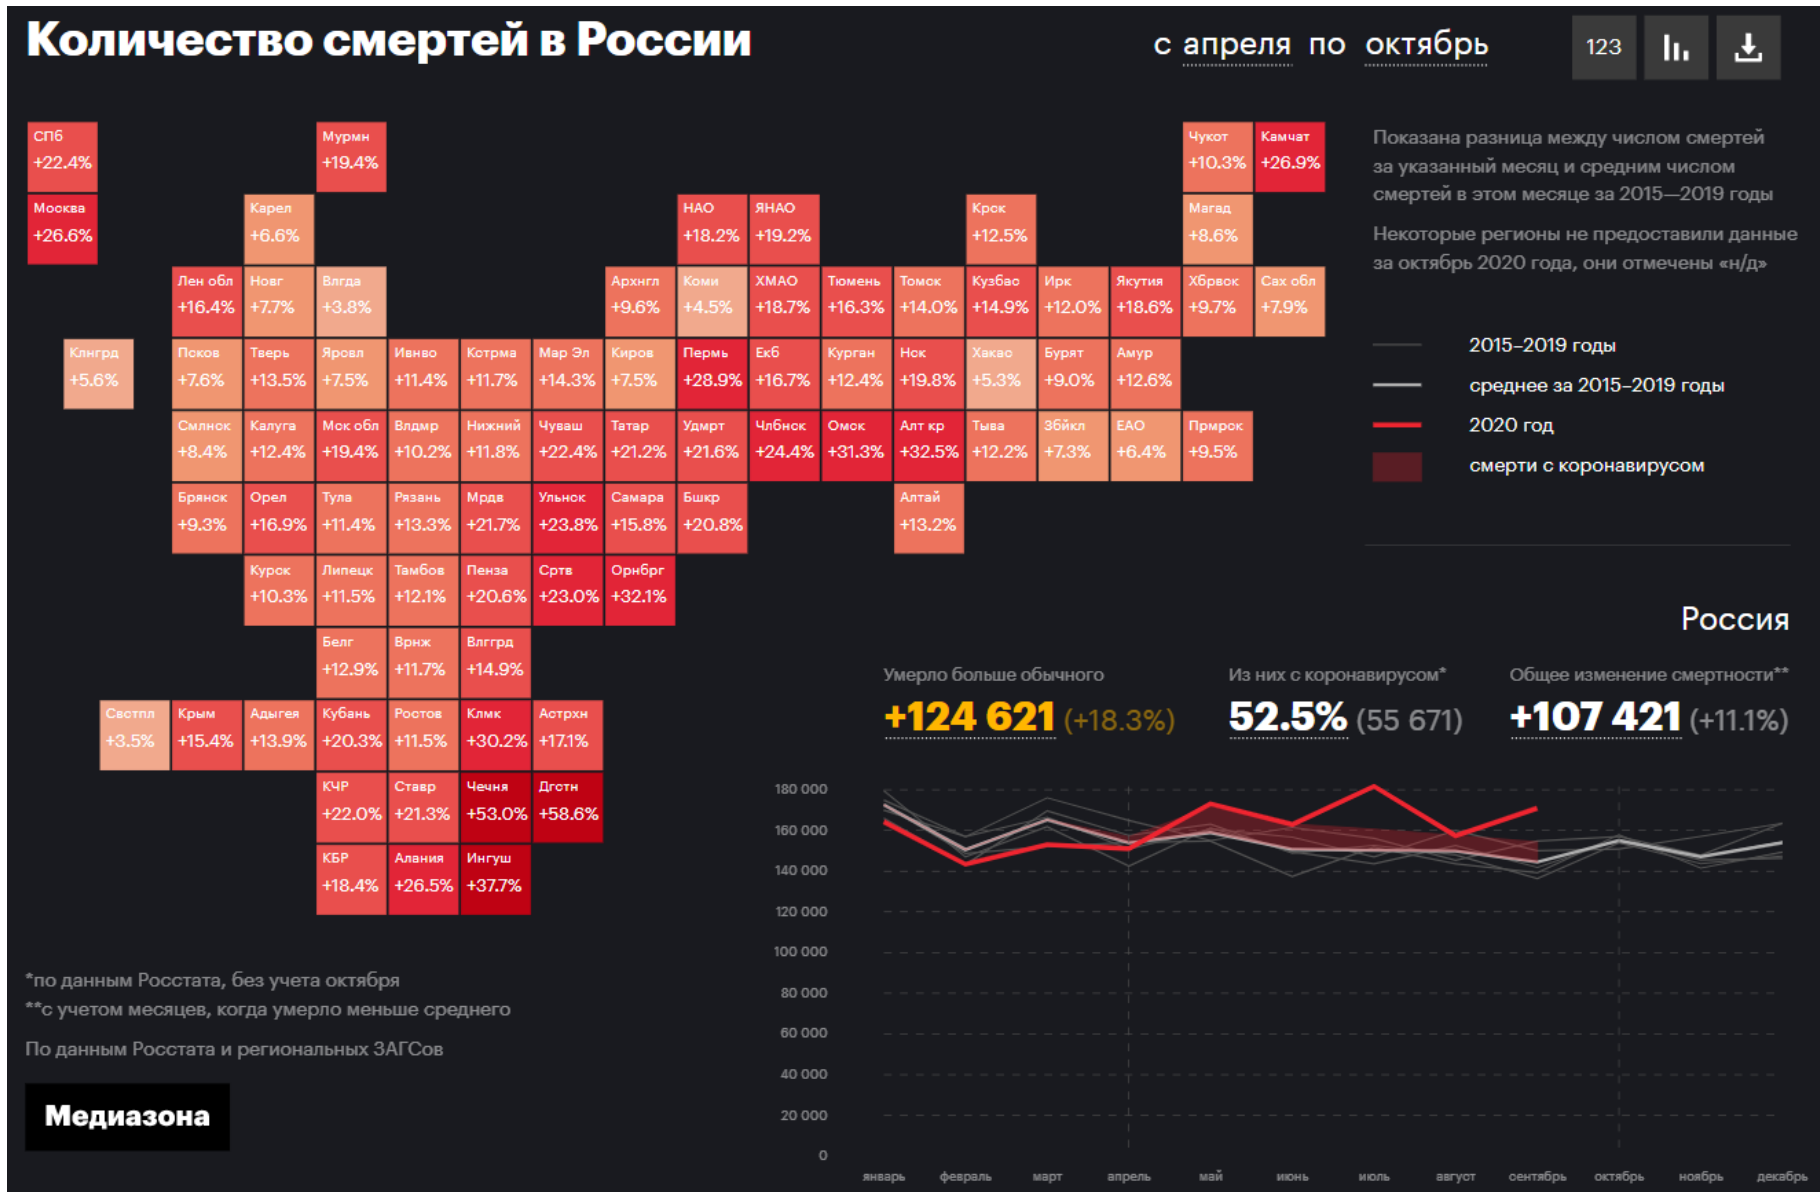 Количество смертей в России
с апреля по октябрь
123
СПб
+22.4%
Мурмн
+19.4%
Чукот
+10.3%
Камчат
+26.9%
Москва
+26.6%
Карел
+6.6%
НАО
+18.2%
ЯНАО
+19.2%
Крск
+12.5%
Магад
+8.6%
Лен обл
+16.4%
Новг
+7.7%
Влгда
+3.8%
Архнгл
+9.6%
Коми
+4.5%
ХМАО
+18.7%
Тюмень
+16.3%
Томск
+14.0%
Кузбас
+14.9%
Ирк
+12.0%
Якутия
+18.6%
Хбрвск
+9.7%
Сах обл
+7.9%
Клнгрд
+5.6%
Псков
+7.6%
Тверь
+13.5%
Яровл
+7.5%
Ивнво
+11.4%
Котрма
+11.7%
Мар Эл
+14.3%
Киров
+7.5%
Пермь
+28.9%
Екб
+16.7%
Курган
+12.4%
Нск
+19.8%
Хакас
+5.3%
Бурят
+9.0%
Амур
+12.6%
Смлнск
+8.4%
Калуга
+12.4%
Мск обл
+19.4%
Влдмр
+10.2%
Нижний
+11.8%
Чуваш
+22.4%
Татар
+21.2%
Удмрт
+21.6%
Члбнск
+24.4%
Омск
+31.3%
Алт кр
+32.5%
Тыва
+12.2%
Збйкл
+7.3%
ЕАО
+6.4%
Прмрск
+9.5%
Брянск
+9.3%
Орел
+16.9%
Тула
+11.4%
Рязань
+13.3%
Мрдв
+21.7%
Ульнск
+23.8%
Самара
+15.8%
Бшкр
+20.8%
Алтай
+13.2%
Курск
+10.3%
Липецк
+11.5%
Тамбов
+12.1%
Пенза
+20.6%
Сртв
+23.0%
Орнбрг
+32.1%
Белг
+12.9%
Врнж
+11.7%
Влггрд
+14.9%
Свстпл
+3.5%
Крым
+15.4%
Адыгея
+13.9%
Кубань
+20.3%
Ростов
+11.5%
Клмк
+30.2%
Астрхн
+17.1%
КЧР
+22.0%
Ставр
+21.3%
Чечня
+53.0%
Дгстн
+58.6%
КБР
+18.4%
Алания
+26.5%
Ингуш
+37.7%
Показана разница между числом смертей
за указанный месяц и средним числом
смертей в этом месяце за 2015—2019 годы
Некоторые регионы не предоставили данные
за октябрь 2020 года, они отмечены «н/д»
2015–2019 годы
среднее за 2015–2019 годы
2020 год
смерти с коронавирусом
Россия
Умерло больше обычного
+124 621 (+18.3%)
Из них с коронавирусом*
52.5% (55 671)
Общее изменение смертности**
+107 421 (+11.1%)
180 000
160 000
140 000
120 000
100 000
80 000
60 000
40 000
20 000
0
январь февраль март апрель май июнь июль август сентябрь октябрь ноябрь декабрь
*по данным Росстата, без учета октября
**с учетом месяцев, когда умерло меньше среднего
По данным Росстата и региональных ЗАГСов
Медиазона